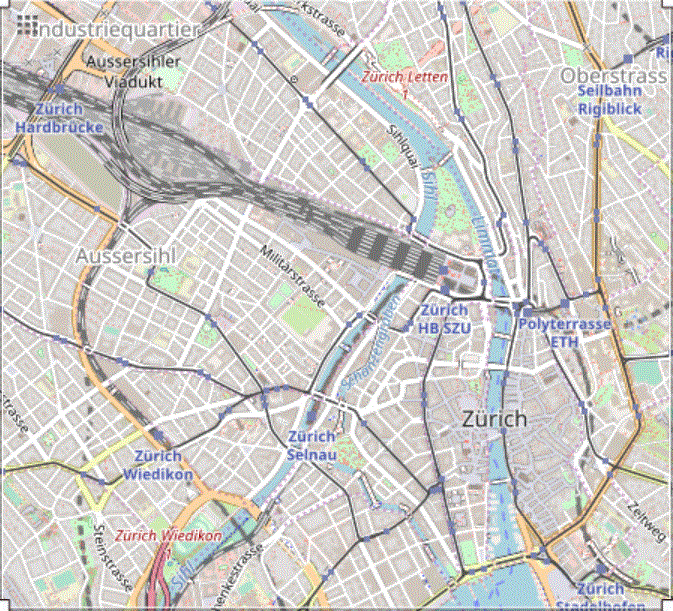 Industriequartier
Aussersihler
Viadukt
Zürich Letten
Oberstrass
Seilbahn
Rigiblick
Zürich
Hardbrücke
Sihlquai
Sihl
Limmat
Aussersihl
Militärstrasse
Zürich
HB SZU
Polyterrasse
ETH
Schanzengraben
Zürich
Zürich
Selnau
Zürich
Wiedikon
Zürich Wiedikon
Steinstrasse
Sihl
Zeltweg
Zürich
Stadelhofen